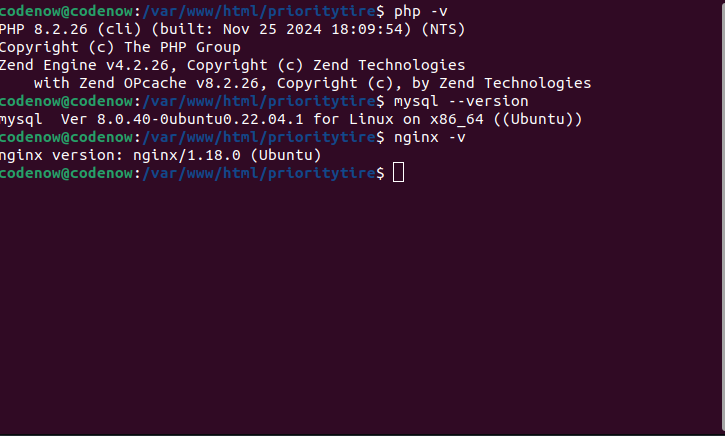 codenow@codenow:/var/www/html/prioritytire$ php -v
PHP 8.2.26 (cli) (built: Nov 25 2024 18:09:54) (NTS)
Copyright (c) The PHP Group
Zend Engine v4.2.26, Copyright (c) Zend Technologies
    with Zend OPcache v8.2.26, Copyright (c), by Zend Technologies
codenow@codenow:/var/www/html/prioritytire$ mysql --version
mysql  Ver 8.0.40-0ubuntu0.22.04.1 for Linux on x86_64 ((Ubuntu))
codenow@codenow:/var/www/html/prioritytire$ nginx -v
nginx version: nginx/1.18.0 (Ubuntu)
codenow@codenow:/var/www/html/prioritytire$